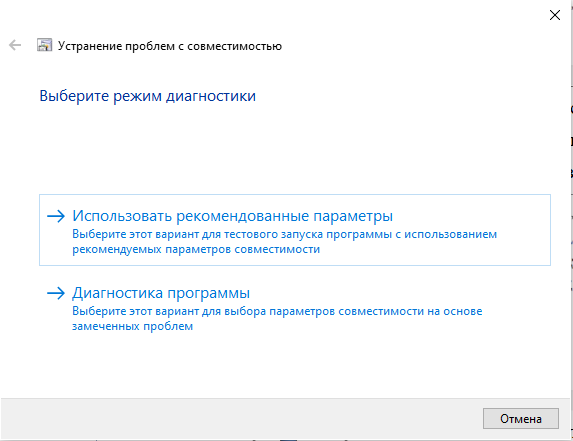 Устранение проблем с совместимостью
Выберите режим диагностики
Использовать рекомендованные параметры
Выберите этот вариант для тестового запуска программы с использованием
рекомендуемых параметров совместимости
Диагностика программы
Выберите этот вариант для выбора параметров совместимости на основе
замеченных проблем
Отмена